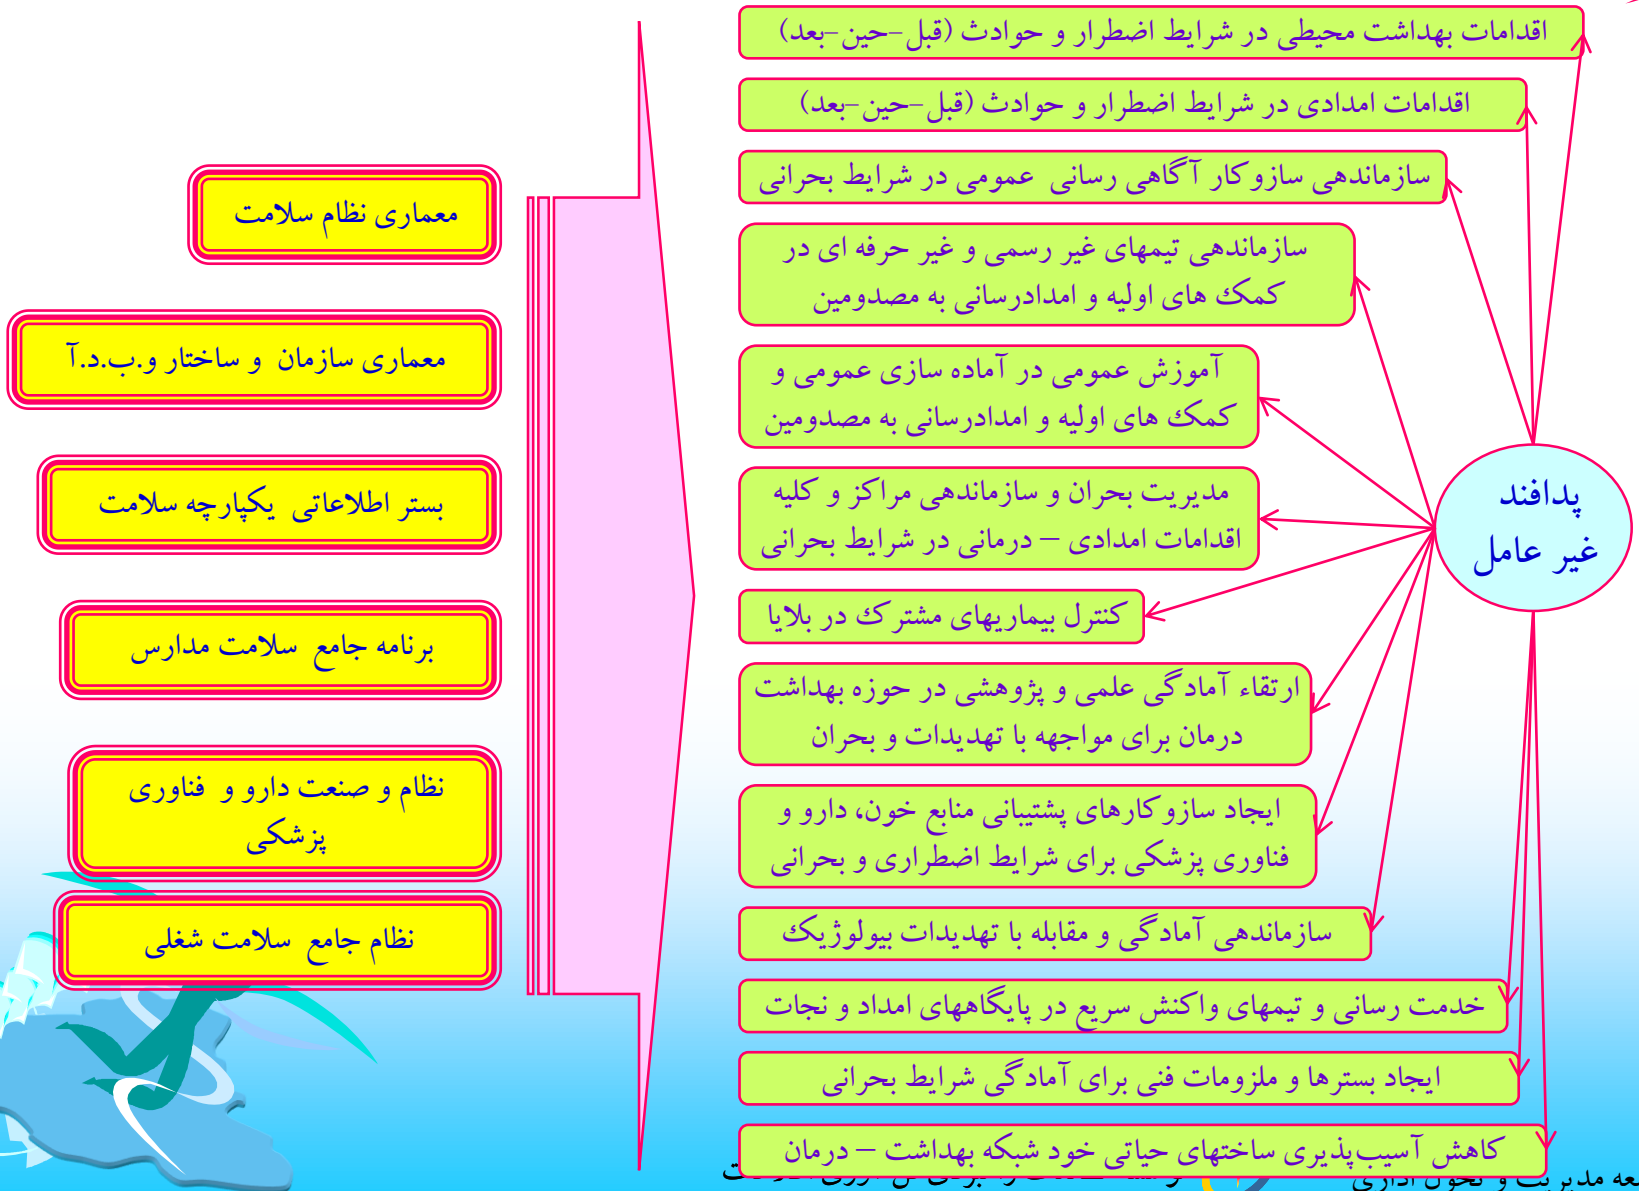 اقدامات بهداشت محیطی در شرایط اضطرار و حوادث (قبل-حین-بعد)
اقدامات امدادی در شرایط اضطرار و حوادث (قبل-حین-بعد)
سازماندهی سازوکار آگاهی رسانی عمومی در شرایط بحرانی
سازماندهی تیمهای غیر رسمی و غیر حرفه ای در
کمک های اولیه و امدادرسانی به مصدومین
آموزش عمومی در آماده سازی عمومی و
کمک های اولیه و امدادرسانی به مصدومین
مدیریت بحران و سازماندهی مراکز و کلیه
اقدامات امدادی – درمانی در شرایط بحرانی
کنترل بیماریهای مشترک در بلایا
ارتقاء آمادگی علمی و پژوهشی در حوزه بهداشت
درمان برای مواجهه با تهدیدات و بحران
ایجاد سازوکارهای پشتیبانی منابع خون، دارو و
فناوری پزشکی برای شرایط اضطراری و بحرانی
سازماندهی آمادگی و مقابله با تهدیدات بیولوژیک
خدمت رسانی و تیمهای واکنش سریع در پایگاههای امداد و نجات
ایجاد بسترها و ملزومات فنی برای آمادگی شرایط بحرانی
کاهش آسیب‌پذیری ساختهای حیاتی خود شبکه بهداشت – درمان
پدافند
غیر عامل
معماری نظام سلامت
معماری سازمان و ساختار و.ب.د.آ
بستر اطلاعاتی یکپارچه سلامت
برنامه جامع سلامت مدارس
نظام و صنعت دارو و فناوری
پزشکی
نظام جامع سلامت شغلی
مدیریت و تحول اداری